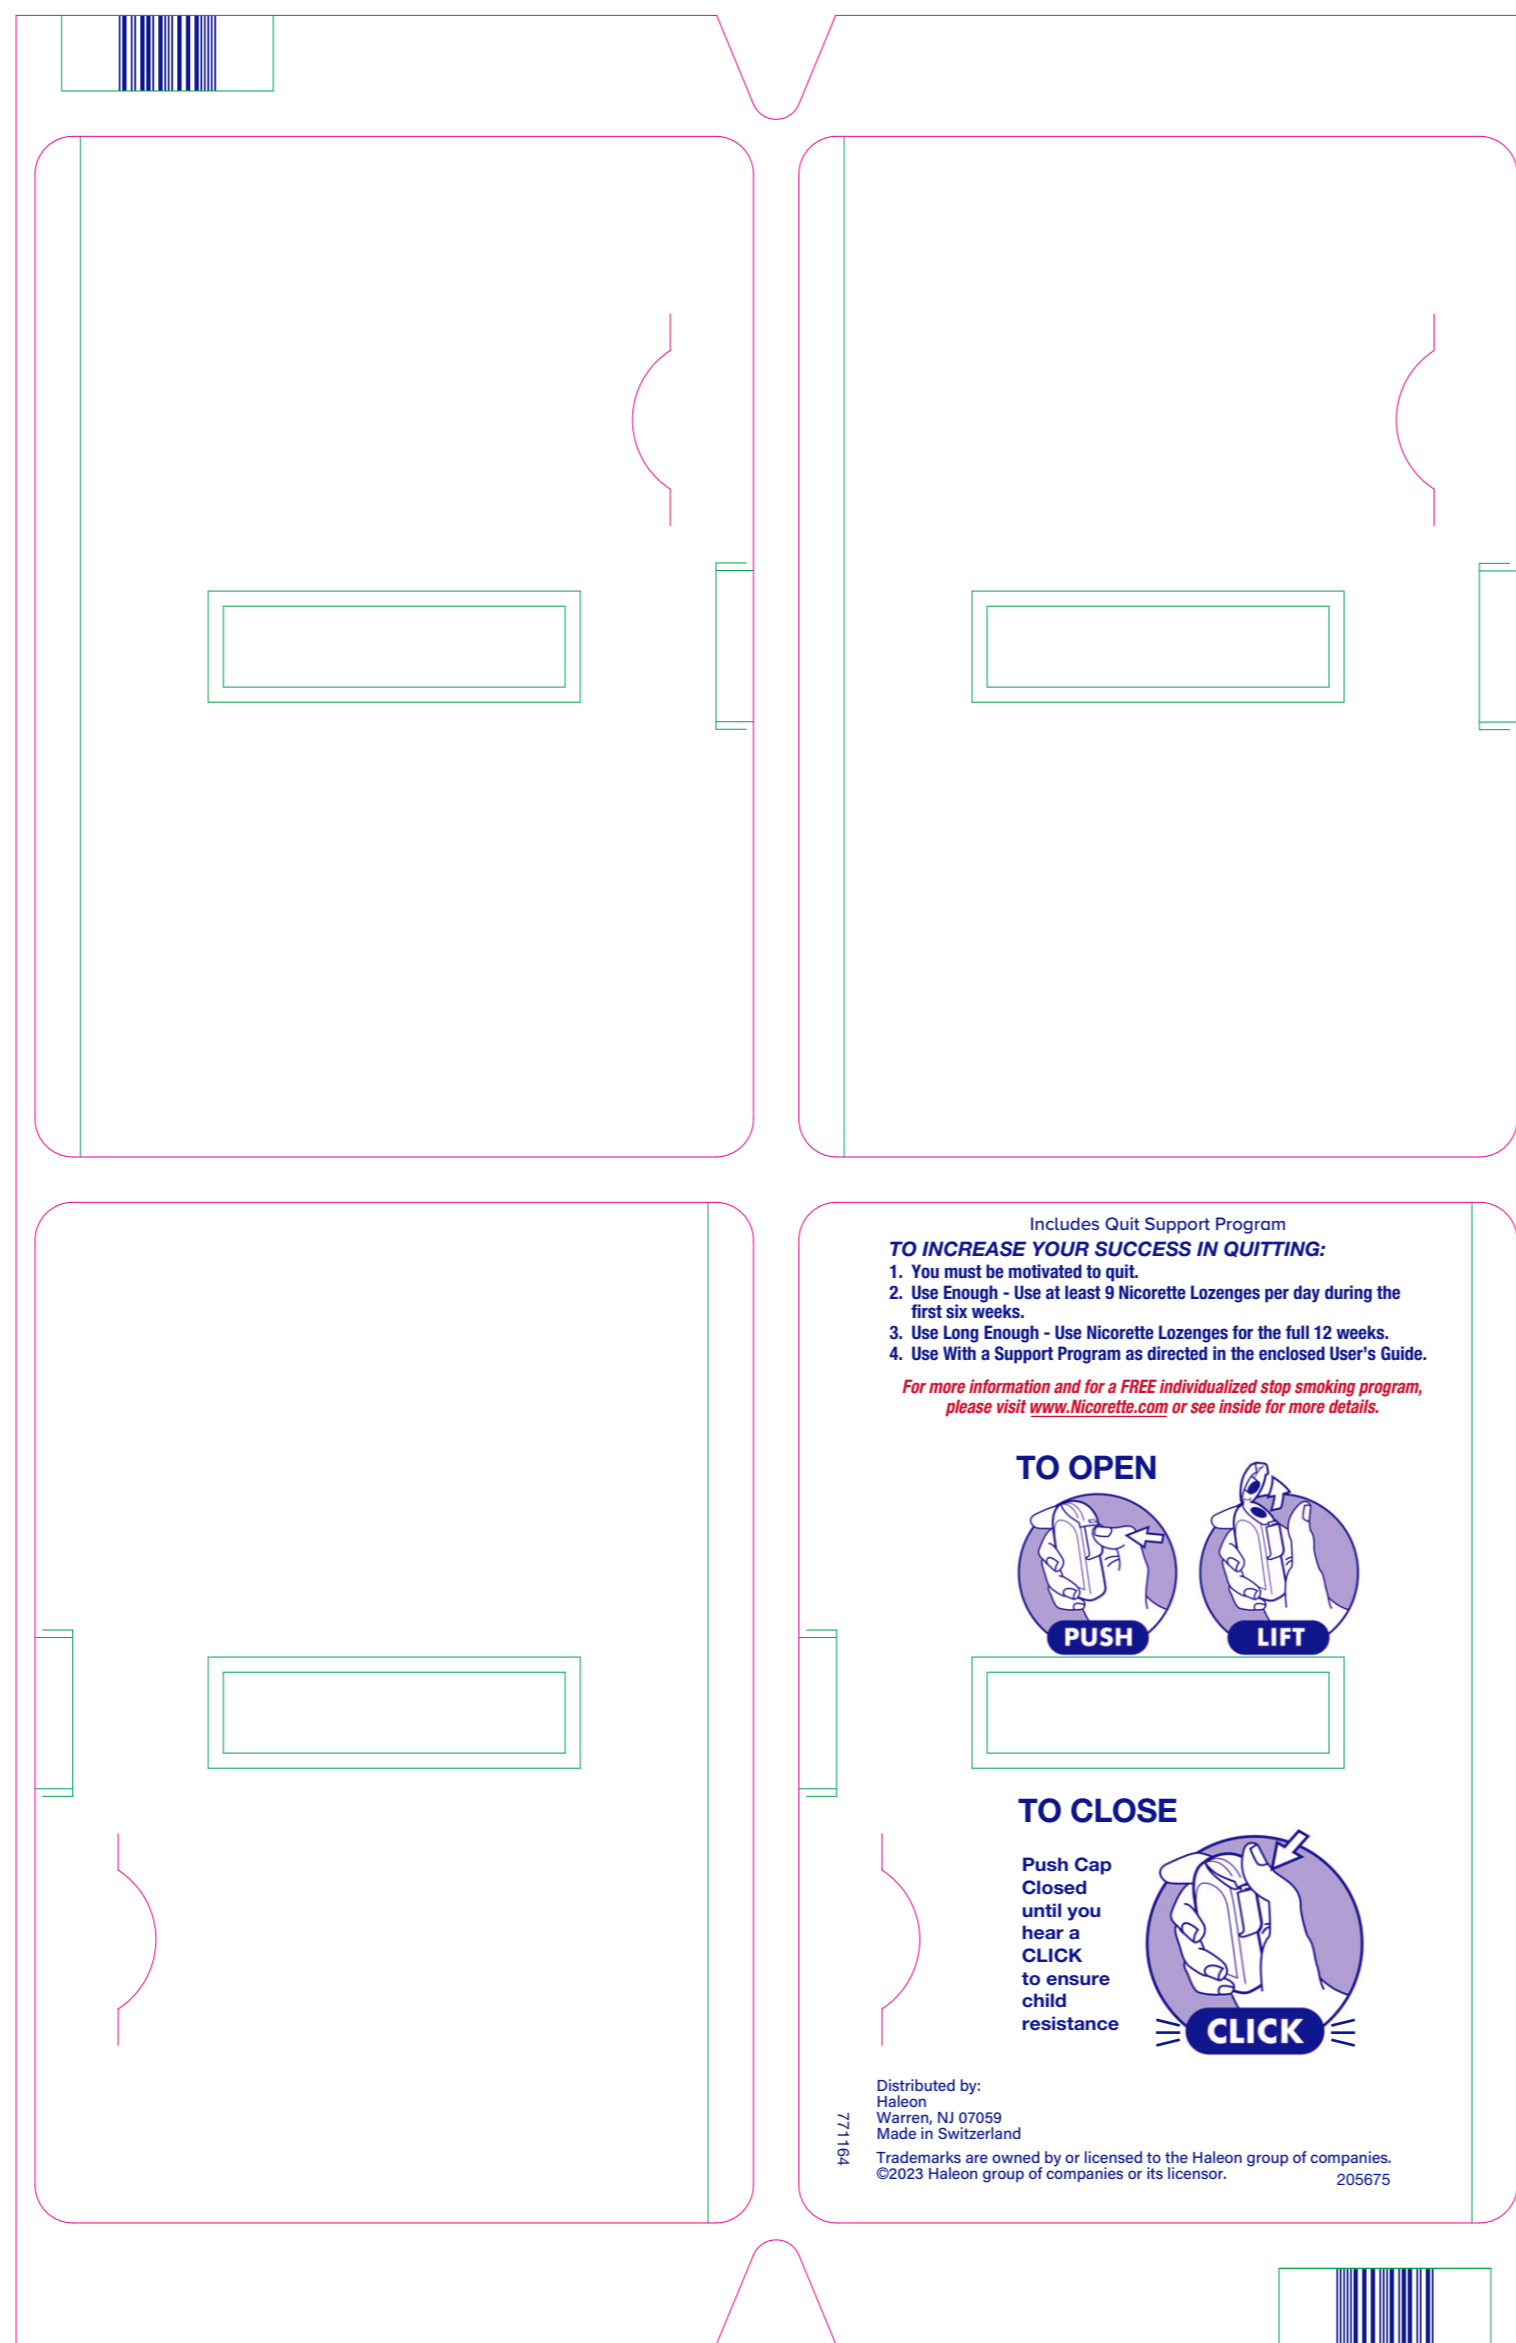 Includes Quit Support Program
TO INCREASE YOUR SUCCESS IN QUITTING:
1. You must be motivated to quit.
2. Use Enough - Use at least 9 Nicorette Lozenges per day during the
first six weeks.
3. Use Long Enough - Use Nicorette Lozenges for the full 12 weeks.
4. Use With a Support Program as directed in the enclosed User's Guide.
For more information and for a FREE individualized stop smoking program,
please visit www.Nicorette.com or see inside for more details.
TO OPEN
PUSH
LIFT
TO CLOSE
Push Cap
Closed
until you
hear a
CLICK
to ensure
child
resistance
CLICK
Distributed by:
Haleon
Warren, NJ 07059
Made in Switzerland
771164
Trademarks are owned by or licensed to the Haleon group of companies.
©2023 Haleon group of companies or its licensor.
205675